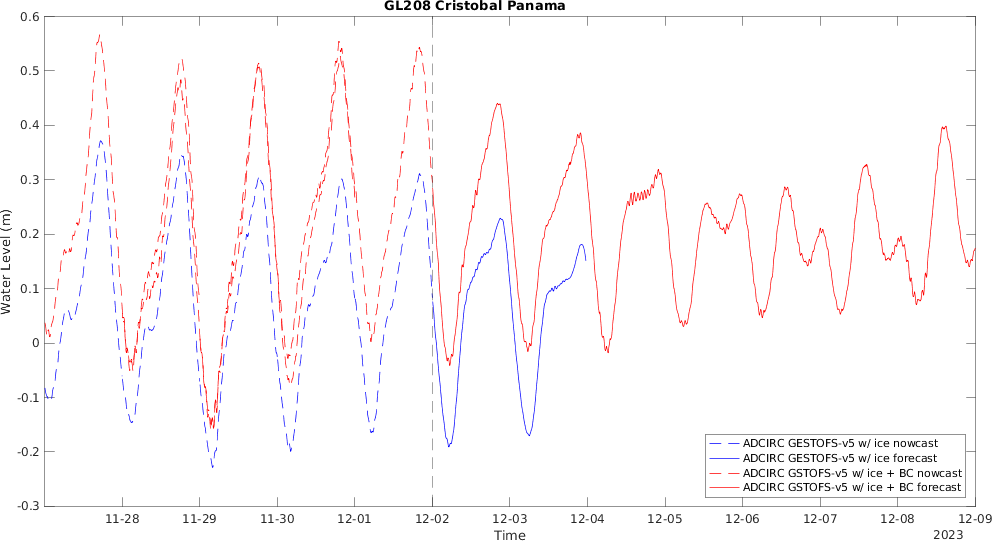 GL208 Cristobal Panama
0.6
0.5
0.4
0.3
0.2
0.1
0
-0.1
-0.2
-0.3
Water Level (m)
ADCIRC GESTOFS-v5 w/ ice nowcast
ADCIRC GESTOFS-v5 w/ ice forecast
ADCIRC GSTOFS-v5 w/ ice + BC nowcast
ADCIRC GSTOFS-v5 w/ ice + BC forecast
11-28 11-29 11-30 12-01 12-02 12-03 12-04 12-05 12-06 12-07 12-08 12-09
Time
2023